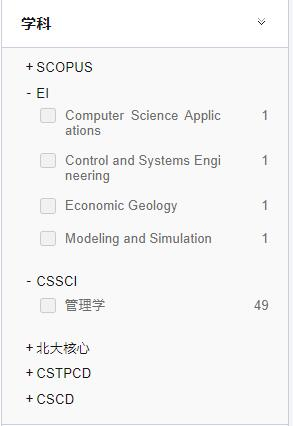 学科
+ SCOPUS
- EI
Computer Science Applic 1
ations
Control and Systems Engi 1
neering
Economic Geology 1
Modeling and Simulation 1
- CSSCI
管理学 49
+ 北大核心
+ CSTPCD
+ CSCD